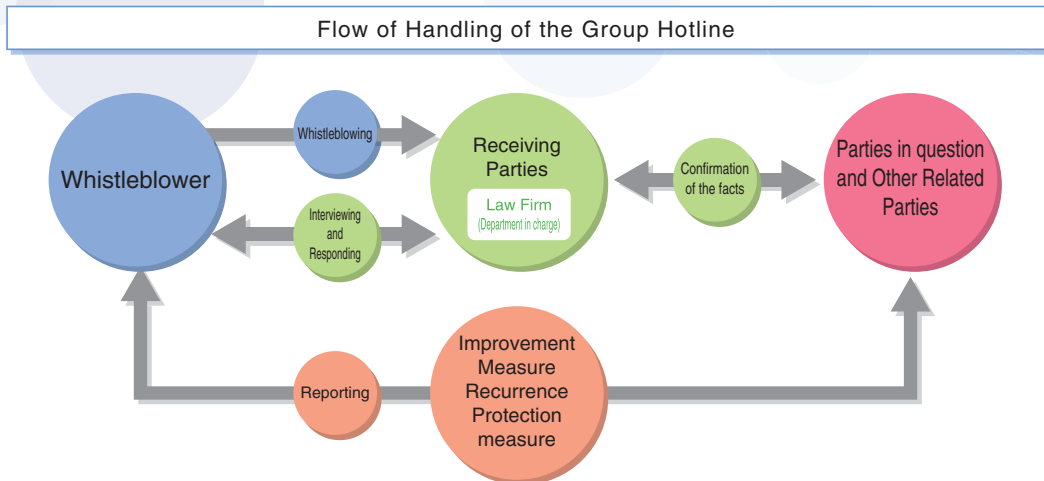 Flow of Handling of the Group Hotline
Whistleblower
Whistleblowing
Interviewing
and
Responding
Receiving
Parties
Law Firm
(Department in charge)
Confirmation
of the facts
Parties in question
and Other Related
Parties
Reporting
Improvement
Measure
Recurrence
Protection
measure